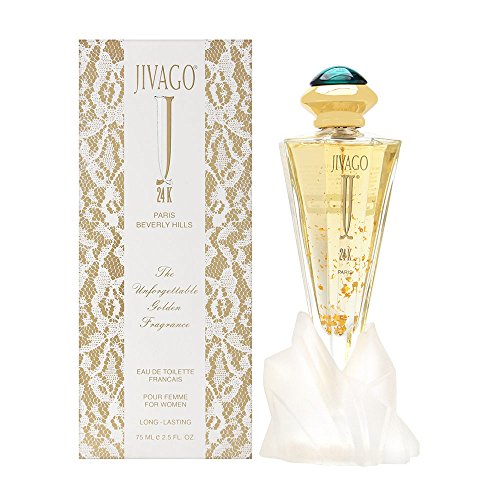 JIVAGO®
J
24K
PARIS
BEVERLY HILLS
The
Unforgettable
Golden
Fragrance
EAU DE TOILETTE
FRANCAIS
POUR FEMME
FOR WOMEN
LONG-LASTING
75 ML ℮ 2.5 FL. OZ.
JIVAGO
J
24K
PARIS